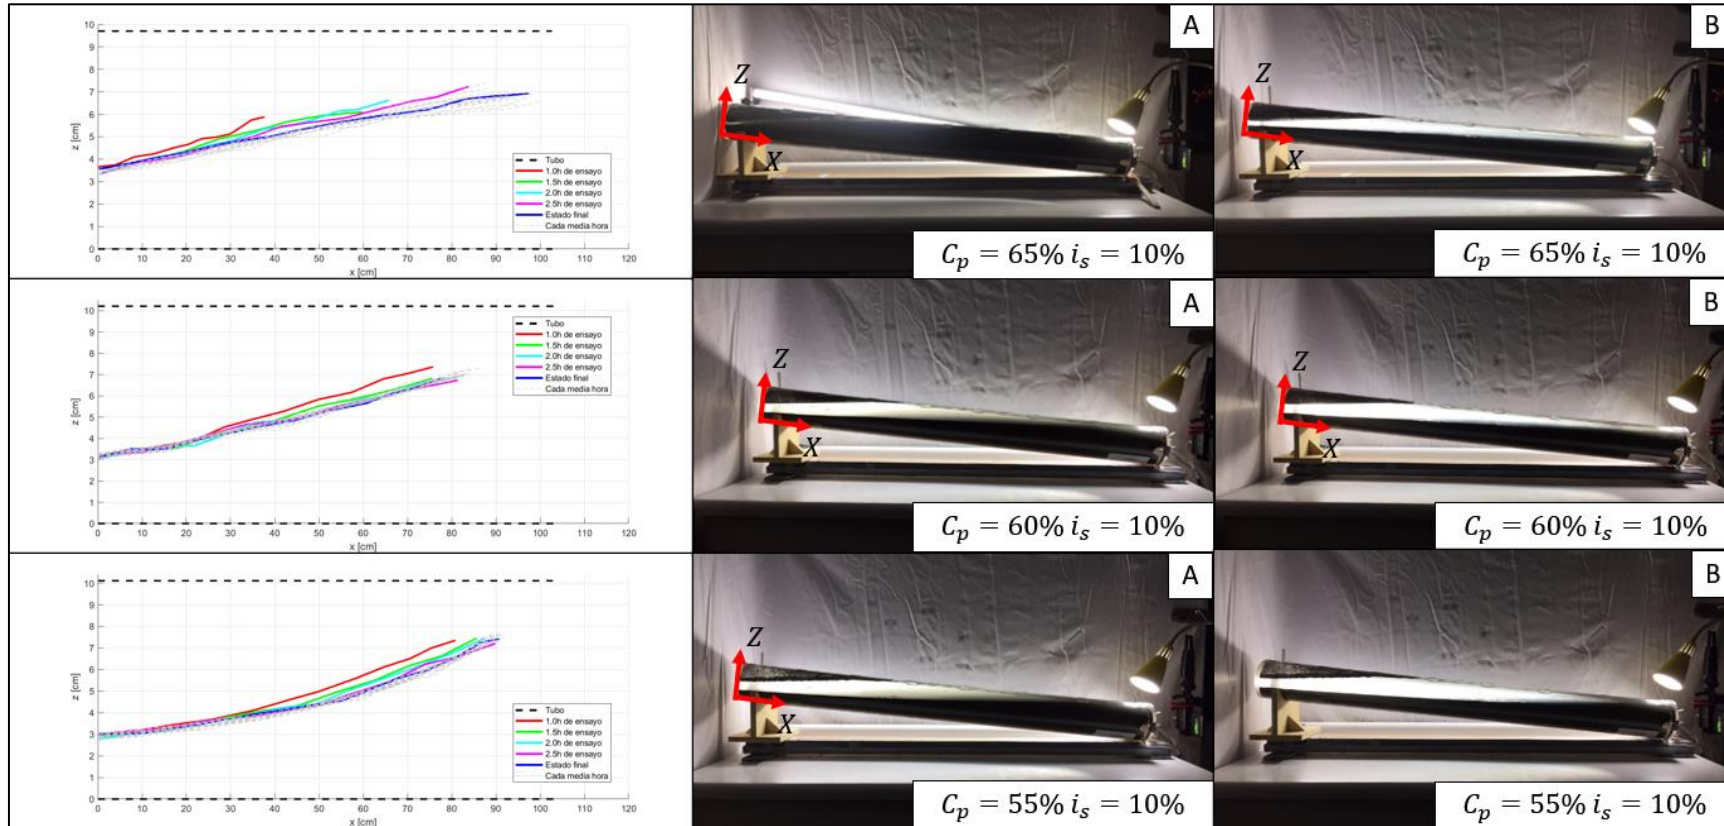 10
9
8
7
6
5
4
3
2
1
0
z [cm]
0 10 20 30 40 50 60 70 80 90 100 110 120
x [cm]
Tubo
1.0h de ensayo
1.5h de ensayo
2.0h de ensayo
2.5h de ensayo
Estado final
Cada media hora
A
Z
X
C_p = 65% i_s = 10%
B
Z
X
C_p = 65% i_s = 10%
10
9
8
7
6
5
4
3
2
1
0
z [cm]
0 10 20 30 40 50 60 70 80 90 100 110 120
x [cm]
Tubo
1.0h de ensayo
1.5h de ensayo
2.0h de ensayo
2.5h de ensayo
Estado final
Cada media hora
A
Z
X
C_p = 60% i_s = 10%
B
Z
X
C_p = 60% i_s = 10%
10
9
8
7
6
5
4
3
2
1
0
z [cm]
0 10 20 30 40 50 60 70 80 90 100 110 120
x [cm]
Tubo
1.0h de ensayo
1.5h de ensayo
2.0h de ensayo
2.5h de ensayo
Estado final
Cada media hora
A
Z
X
C_p = 55% i_s = 10%
B
C_p = 55% i_s = 10%